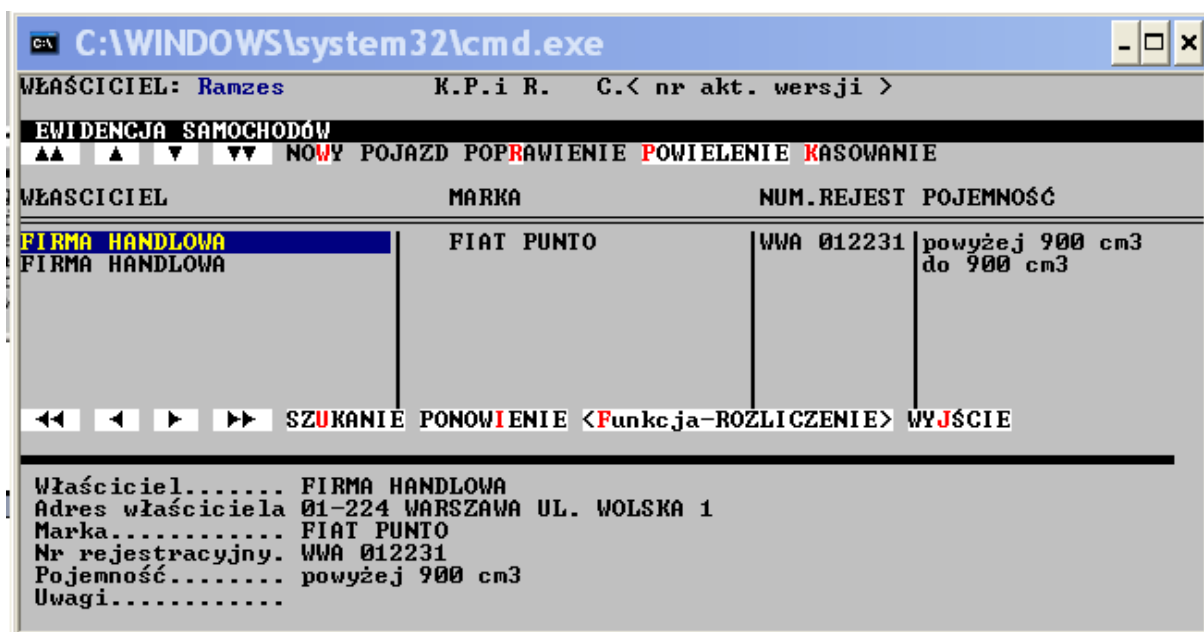 C:\WINDOWS\system32\cmd.exe
WŁAŚCICIEL: Ramzes K.P.i R. C.< nr akt. wersji >
EWIDENCJA SAMOCHODÓW
NOWY POJAZD POPRAWIENIE POWIELENIE KASOWANIE
WŁASCICIEL MARKA NUM.REJEST POJEMNOŚĆ
FIRMA HANDLOWA FIAT PUNTO WWA 012231 powyżej 900 cm3
FIRMA HANDLOWA do 900 cm3
SZUKANIE PONOWIENIE <Funkcja-ROZLICZENIE> WYJŚCIE
Właściciel....... FIRMA HANDLOWA
Adres właściciela 01-224 WARSZAWA UL. WOLSKA 1
Marka............ FIAT PUNTO
Nr rejestracyjny. WWA 012231
Pojemność........ powyżej 900 cm3
Uwagi............